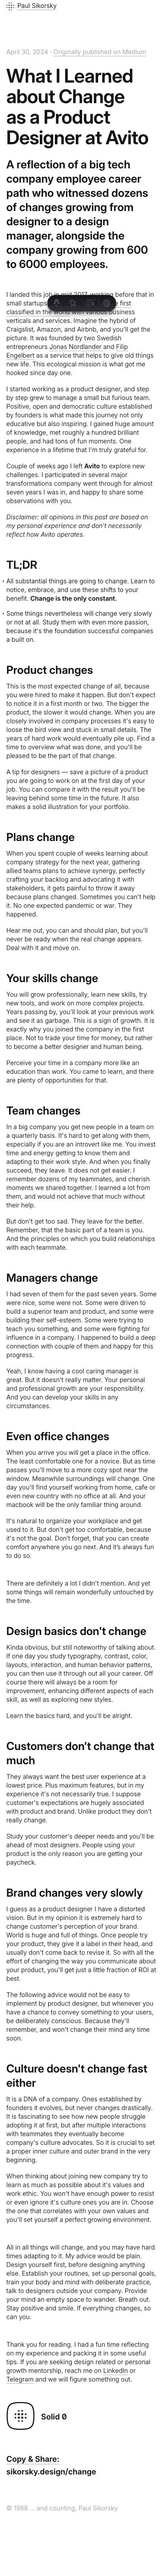 Paul Sikorsky
April 30, 2024 · Originally published on Medium
What I Learned
about Change
as a Product
Designer at Avito
A reflection of a big tech
company employee career
path who witnessed dozens
of changes growing from
designer to a design
manager, alongside the
company growing from 600
to 6000 employees.
I landed this job in mid 2017, working before that in
small startups
classified in the world with various business
verticals and services. Imagine the hybrid of
Craigslist, Amazon and Airbnb, and you'll get the
picture. It was founded by two Swedish
entrepreneurs Jonas Nordlander and Filip
Engelbert as a service that helps to give old things
new life. This ecological and economical idea got me
hooked since day one.
I started working as a product designer, and step
by step grew to manage a small but brilliant team.
Positive, open-minded and supportive atmosphere,
which was established by founders made it not only
educative but also inspiring. I gained huge volume
of hard skills and knowledge, met lots of brilliant
people, and made tens of a true friends. One
experience in a lifetime that I'm truly grateful for.
Couple of weeks ago I left Avito towards new
challenges. I participated in one major
transformation of the company through for almost
seven years I was in, and happy to share some
observations with you.
Disclamer: all opinions in this post are based on
my personal experience and don't necessarily
reflect how Avito operates.
TL;DR
• All substantial things are going to change. Learn to
notice, embrace, and use these shifts to your
benefit. Change is the only constant.
• Some things nevertheless will change very slowly
or not at all. Study them with even more passion,
because it's the foundation successful companies
a built on.
Product changes
This is the most expected change of all, because
you were hired to make it happen. But don't expect
to notice it in a first month or two. The bigger the
product, the slower it would change. When you are
closely involved in the design process it's easy to
loose the bird view and stuck in small details. The
years of hard work would eventually pile up. Find a
time to overview what was done, and you'll be
pleased to be the part of that change.
A tip for designers — save a picture of a product
you are going to work on at the first day of your
job. You can compare it with the result you'll be
leaving behind some time in the future. It also
makes a solid illustration for your portfolio.
Plans change
When you spent couple of weeks learning about
company strategy for the next year, gathering
allied teams plans to achieve synergy, perfectly
crafting your backlog and advocating it with
stakeholders, it gets painful to throw it away
because plans changed. Sometimes you can't help
it. No one expected pandemic or war. They
happened.
Hear me out, you can and should plan, but you'll
never be ready when the real change appears.
Deal with it and move on.
Your skills change
You will grow professionally, learn new skills, try
new tools, and work on more complex projects.
Years passing by, you'll look at your previous work
and see it as garbage. This is a sign of growth. It is
exactly why you joined the company in the first
place. Not to trade your time for money, but rather
to become a better designer and human being.
Perceive your time in a company more like an
education than work. You came to learn, and there
are plenty of opportunities for that.
Team changes
In a big company you get new people in a team on
a quarterly basis. It's hard to get along with them,
especially if you are an introvert like me. You invest
time and energy getting to know them and
adapting to their work style. And when you finally
succeed, they leave. It does not get easier. I
remember dozens of my teammates, and cherish
moments we shared together. I learned a lot from
them, and would not achieve that much without
their help.
But don't get too sad. They leave for the better.
Remember, that the basic part of a team is you.
And the principles on which you build relationships
with each teammate.
Managers change
I had seven of them for the past seven years. Some
were nice, some were not. Some were driven to
build a superior team and product, and some were
building their self-esteem. Some were trying to
teach you something, and some were fighting for
influence in a company. I happened to build a deep
connection with couple of them and happy for this
progress.
Yeah, I know having a cool caring manager is
great. But it doesn't really matter. Your personal
and professional growth are your responsibility.
And you can develop your skills in any
circumstances.
Even office changes
When you arrive you will get a place in the office.
The least comfortable one for a novice. But as time
passes you'll move to a more cozy spot near the
window. Meanwhile surroundings will change. One
day you'll find yourself working from home, cafe or
even new country with no office at all. And your
macbook will be the only familiar thing around.
It's natural to organize your workplace and get
used to it. But don't get too comfortable, because
it's not the goal. Don't forget, that you can create
comfort anywhere you go next. And it's always fun
to do so.
There are definitely a lot I didn't mention. And yet
some things will remain wonderfully untouched by
the time.
Design basics don't change
Kinda obvious, but still noteworthy of talking about.
If one day you study typography, contrast, color,
layouts, interaction, and human behavior patterns,
you can then use it through out all your career. Off
course there will always be a room for
improvement, enhancing different aspects of each
skill, as well as exploring new styles.
Learn the basics hard, and you'll be alright.
Customers don't change that
much
They always want the best user experience at a
lowest price. Plus maximum features, but in my
experience it's not necessarily true. I suppose
customer's expectations are hugely associated
with product and brand. Unlike product they don't
really change.
Study your customer's deeper needs and you'll be
ahead of most designers. People using your
product is the only reason you are getting your
paycheck.
Brand changes very slowly
I guess as a product designer I have a distorted
vision. But in my opinion it is extremely hard to
change customer's perception of your brand.
World is huge and full of things. Once people try
your product, they give it a label in their head, and
usually don't come back to revise it. So with all the
effort of changing the way you communicate about
your product, you'll get just a little fraction of ROI at
best.
The following advice would not be easy to
implement by product designer, but whenever you
have a chance to convey something to your users,
be deliberately conscious. Because they'll
remember, and won't change their mind any time
soon.
Culture doesn't change fast
either
It is a DNA of a company. Ones established by
founders it evolves, but never changes drastically.
It is fascinating to see how new people struggle
adopting it at first, but after multiple interactions
with teammates they eventually become
company's culture advocates. So it is crucial to set
a proper inner culture and outer brand in the very
beginning.
When thinking about joining new company try to
learn as much as possible about it's values and
work ethic. You won't have enough power to resist
or even ignore it's culture ones you are in. Choose
the one that correlates with your own values and
you'll set yourself a perfect growing environment.
All in all things will change, and you may have hard
times adapting to it. My advice would be plain.
Design yourself first, before designing anything
else. Establish your routines, set up personal goals,
train your body and mind with deliberate practice,
talk to designers outside your company. Provide
your mind an empty space to wander. Breath out.
Stay positive and smile. If everything changes, so
can you.
Thank you for reading. I had a fun time reflecting
on my experience and packing it in some useful
tips. If you are seeking design related or personal
growth mentorship, reach me on LinkedIn or
Telegram and we will figure something out.
Solid 0
Copy & Share:
sikorsky.design/change
© 1988 ... and counting, Paul Sikorsky